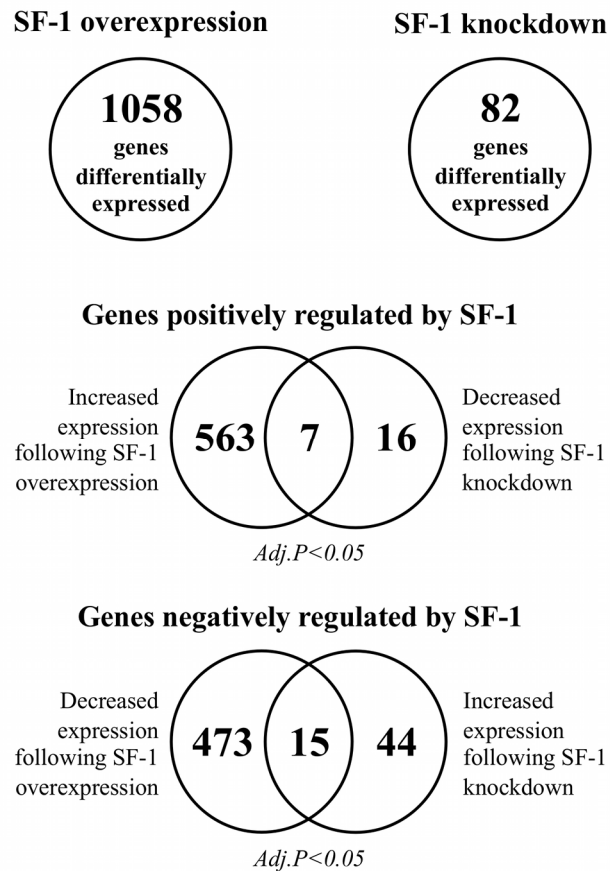 SF-1 overexpression
SF-1 knockdown
1058
genes
differentially
expressed
82
genes
differentially
expressed
Genes positively regulated by SF-1
Increased
expression
following SF-1
overexpression
563
7
16
Decreased
expression
following SF-1
knockdown
Adj.P<0.05
Genes negatively regulated by SF-1
Decreased
expression
following SF-1
overexpression
473
15
44
Increased
expression
following SF-1
knockdown
Adj.P<0.05